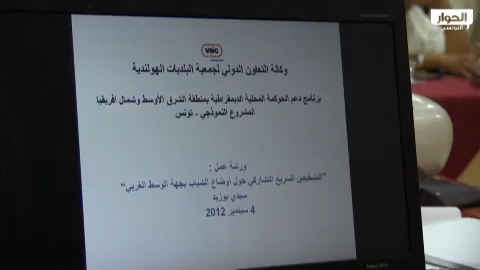 الحوار
التونسي
VNG
وكالة التعاون الدولي لجمعية البلديات الهولندية
برنامج دعم الحوكمة المحلية الديمقراطية بمنطقة الشرق الأوسط وشمال افريقيا
المشروع النموذجي - تونس
ورشة عمل :
"التشخيص السريع التشاركي حول أوضاع الشباب بجهة الوسط الغربي"
سيدي بوزيد
4 سبتمبر 2012